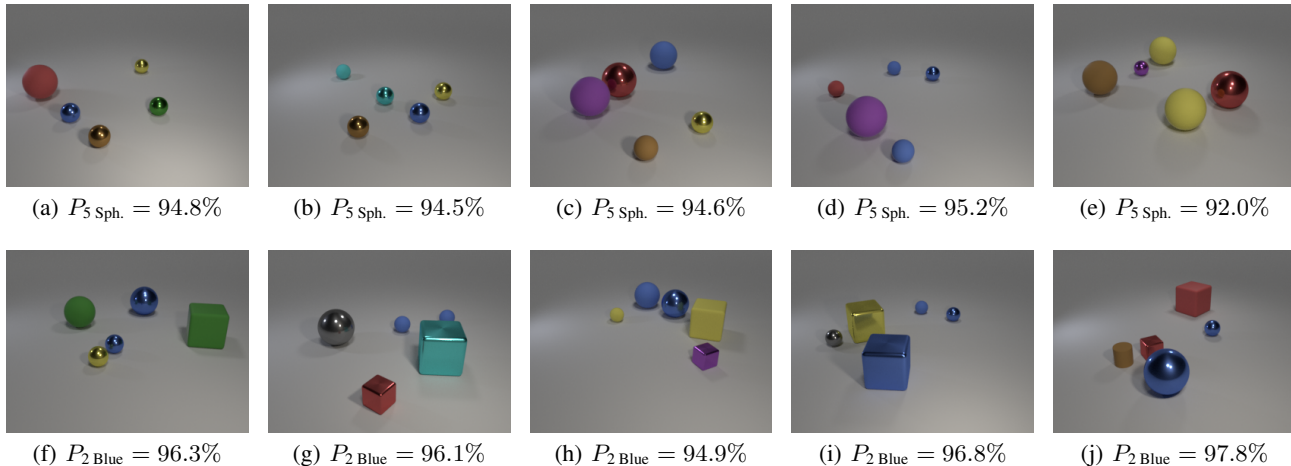 (a) P5 Sph. = 94.8%
(b) P5 Sph. = 94.5%
(c) P5 Sph. = 94.6%
(d) P5 Sph. = 95.2%
(e) P5 Sph. = 92.0%
(f) P2 Blue = 96.3%
(g) P2 Blue = 96.1%
(h) P2 Blue = 94.9%
(i) P2 Blue = 96.8%
(j) P2 Blue = 97.8%